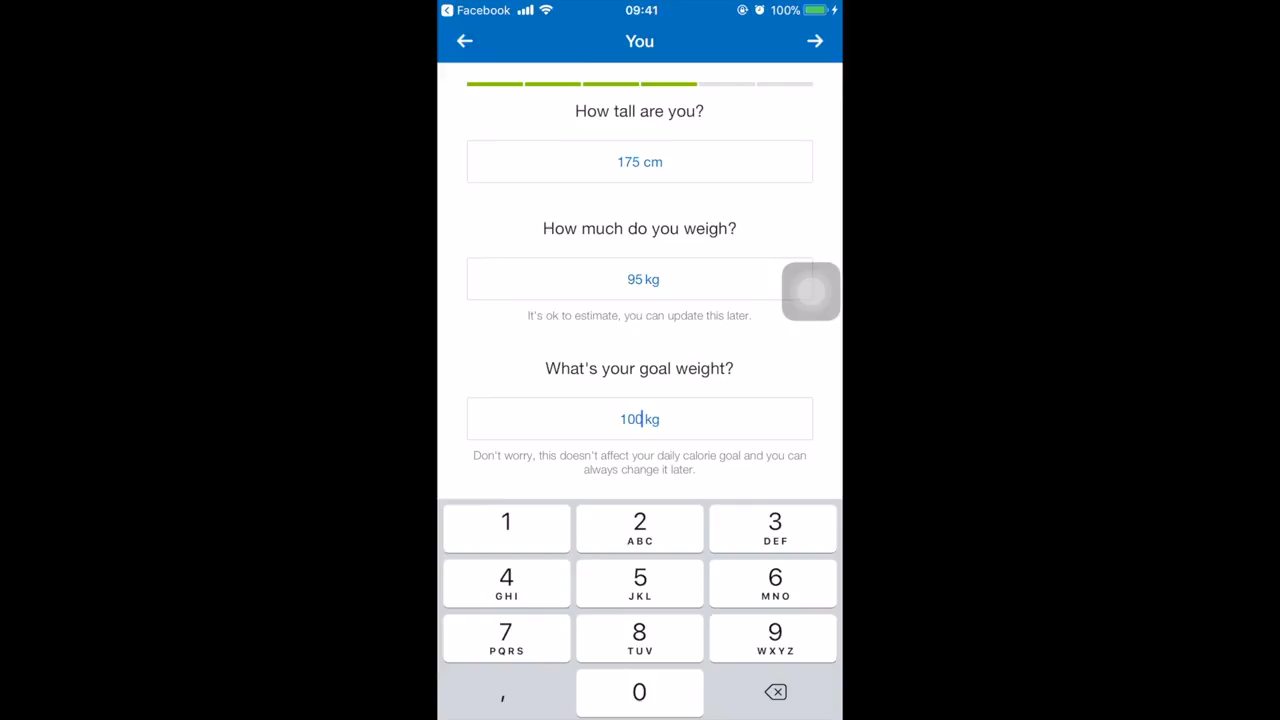 Facebook 09:41 100%
You
How tall are you?
175 cm
How much do you weigh?
95 kg
It's ok to estimate, you can update this later.
What's your goal weight?
100 kg
Don't worry, this doesn't affect your daily calorie goal and you can
always change it later.
1 2 3
ABC DEF
4 5 6
GHI JKL MNO
7 8 9
PQRS TUV WXYZ
, 0